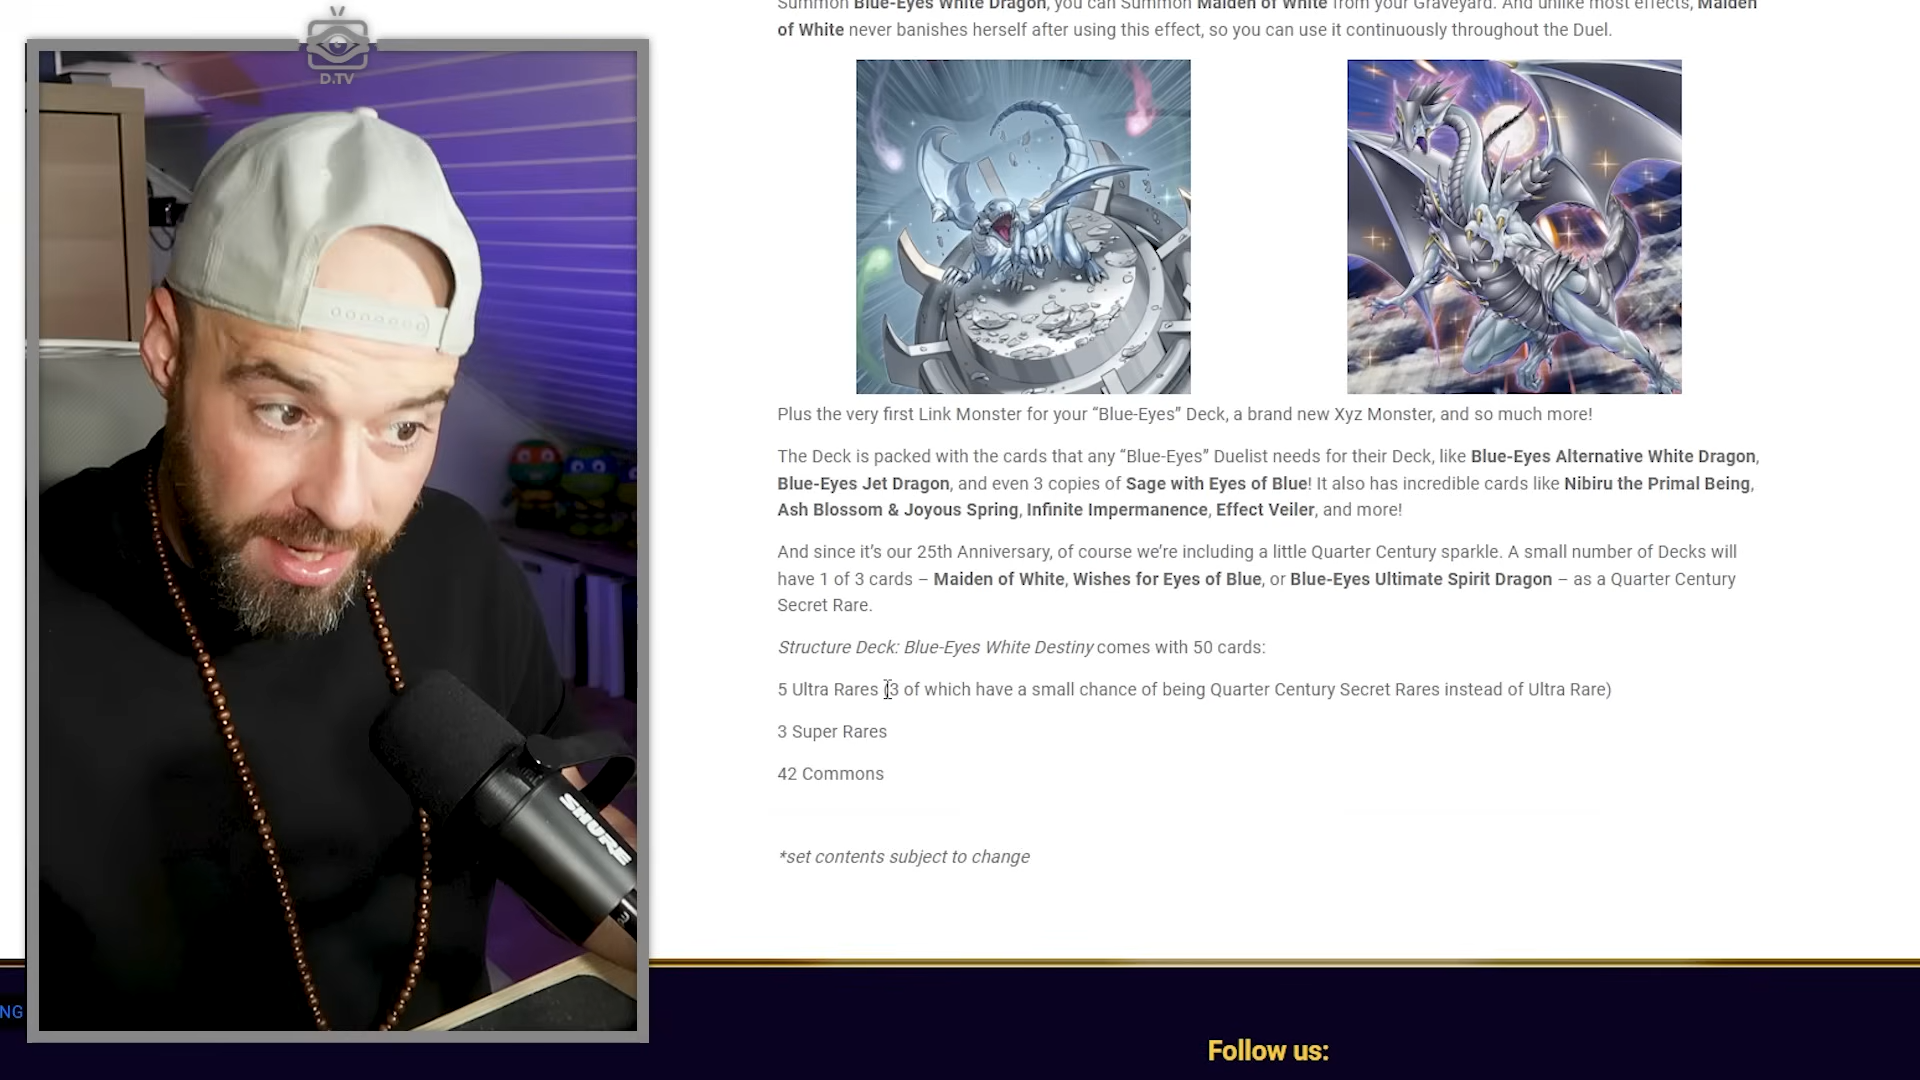 Summon Blue-Eyes White Dragon, you can Summon Maiden of White from your Graveyard. And unlike most effects, Maiden
of White never banishes herself after using this effect, so you can use it continuously throughout the Duel.
D.TV
Plus the very first Link Monster for your “Blue-Eyes” Deck, a brand new Xyz Monster, and so much more!
The Deck is packed with the cards that any “Blue-Eyes” Duelist needs for their Deck, like Blue-Eyes Alternative White Dragon,
Blue-Eyes Jet Dragon, and even 3 copies of Sage with Eyes of Blue! It also has incredible cards like Nibiru the Primal Being,
Ash Blossom & Joyous Spring, Infinite Impermanence, Effect Veiler, and more!
And since it’s our 25th Anniversary, of course we’re including a little Quarter Century sparkle. A small number of Decks will
have 1 of 3 cards – Maiden of White, Wishes for Eyes of Blue, or Blue-Eyes Ultimate Spirit Dragon – as a Quarter Century
Secret Rare.
Structure Deck: Blue-Eyes White Destiny comes with 50 cards:
5 Ultra Rares (3 of which have a small chance of being Quarter Century Secret Rares instead of Ultra Rare)
3 Super Rares
42 Commons
SHURE
*set contents subject to change
NG
Follow us: